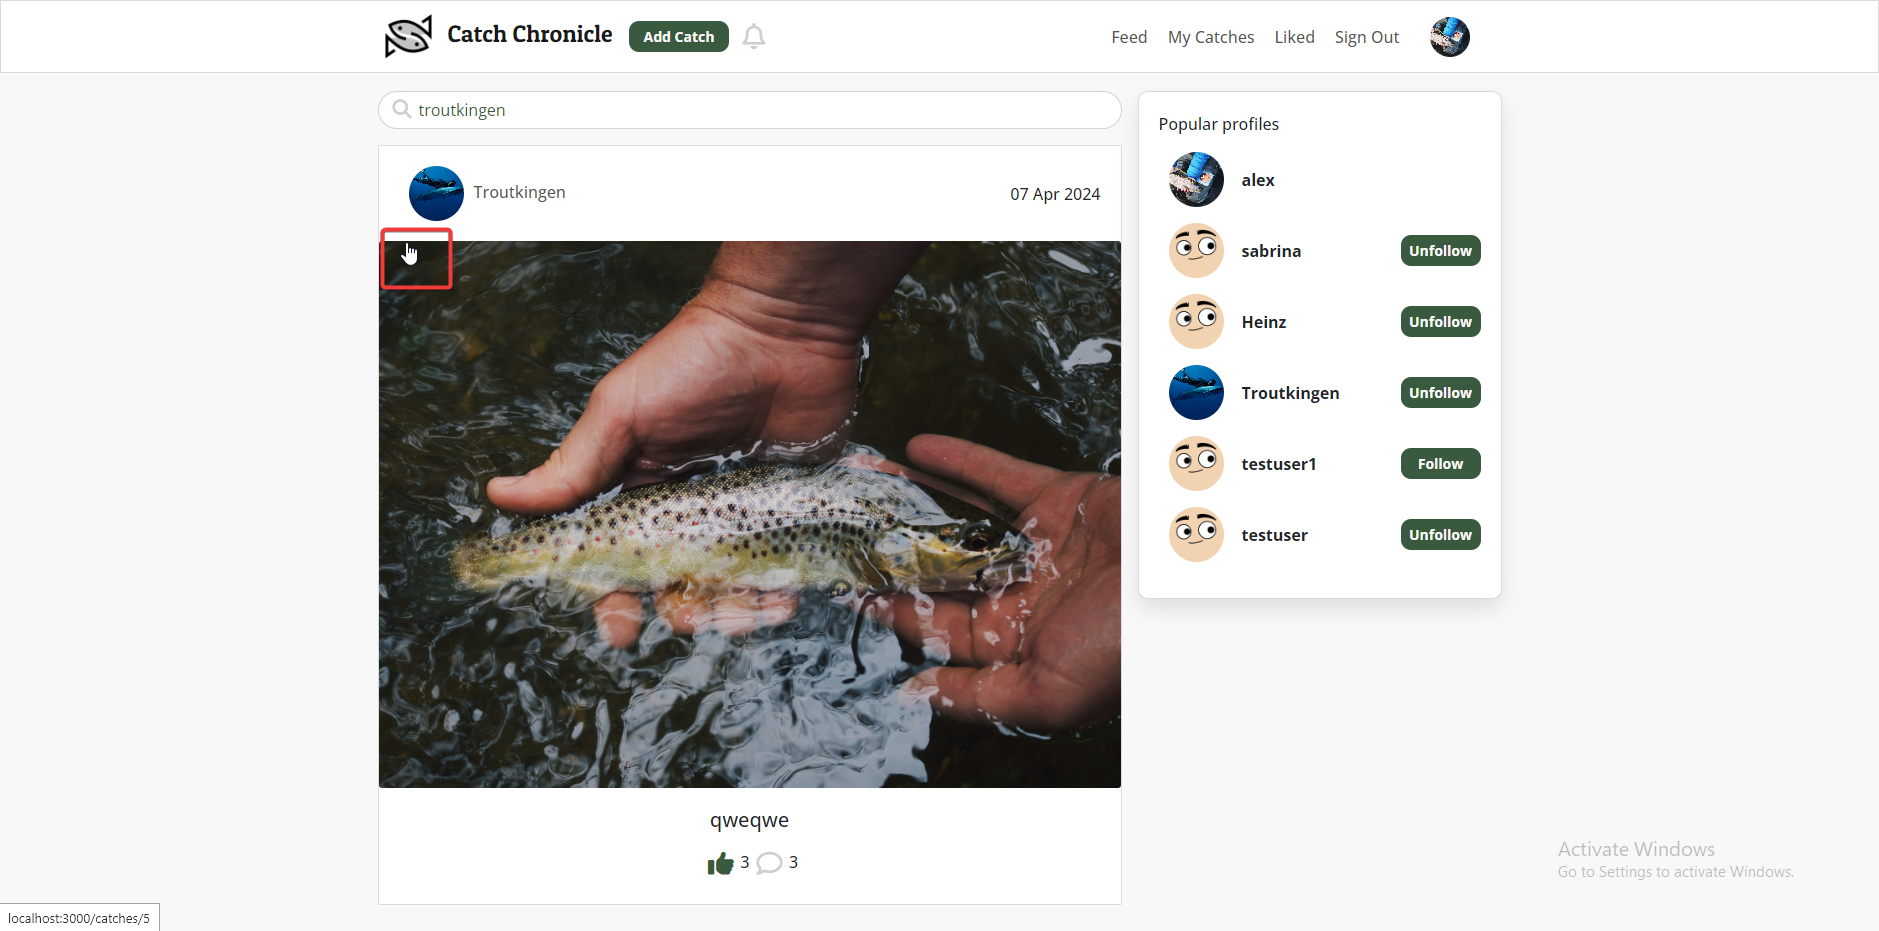 Catch Chronicle
Add Catch
Feed
My Catches
Liked
Sign Out
troutkingen
Troutkingen
07 Apr 2024
qweqwe
3
3
Popular profiles
alex
sabrina
Unfollow
Heinz
Unfollow
Troutkingen
Unfollow
testuser1
Follow
testuser
Unfollow
Activate Windows
Go to Settings to activate Windows.
localhost:3000/catches/5